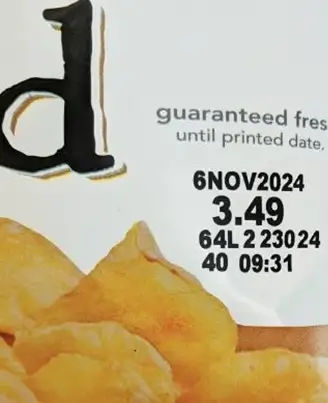 d
guaranteed fres
until printed date.
6NOV2024
3.49
64L 2 23024
40 09:31